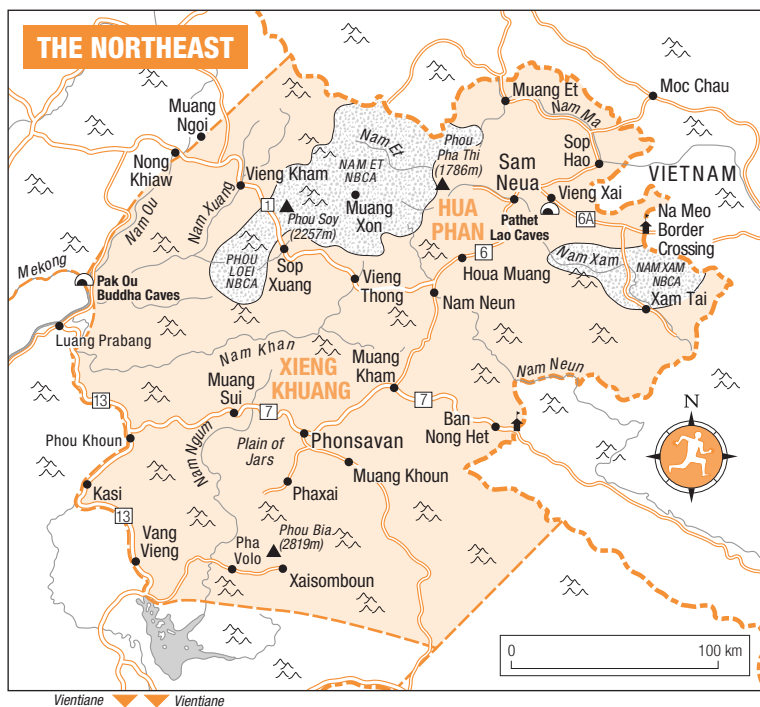 THE NORTHEAST
Muang Et
Moc Chau
Muang
Ngoi
Nam Ma
Nam Et
Phou
Pha Thi
(1786m)
Sop
Hao
Nong
Khiaw
Vieng Kham
NAM ET
NBCA
Sam
Neua
VIETNAM
Nam Xuang
Nam Ou
1
Phou Soy
(2257m)
Muang
Xon
HUA
PHAN
Vieng Xai
Pathet
Lao Caves
6A
Na Meo
Border
Crossing
PHOU
LOEI
NBCA
Sop
Xuang
6
Nam Xam
NAM XAM
NBCA
Mekong
Pak Ou
Buddha Caves
Vieng
Thong
Houa Muang
Nam Neun
Xam Tai
Luang Prabang
Nam Khan
XIENG
KHUANG
Muang
Kham
Nam Neun
Muang
Sui
13
7
7
Ban
Nong Het
N
Phou Khoun
Nam Ngum
Plain of
Jars
Phonsavan
Muang Khoun
Kasi
Phaxai
13
Vang
Vieng
Phou Bia
(2819m)
Pha
Volo
Xaisomboun
0
100 km
Vientiane
Vientiane